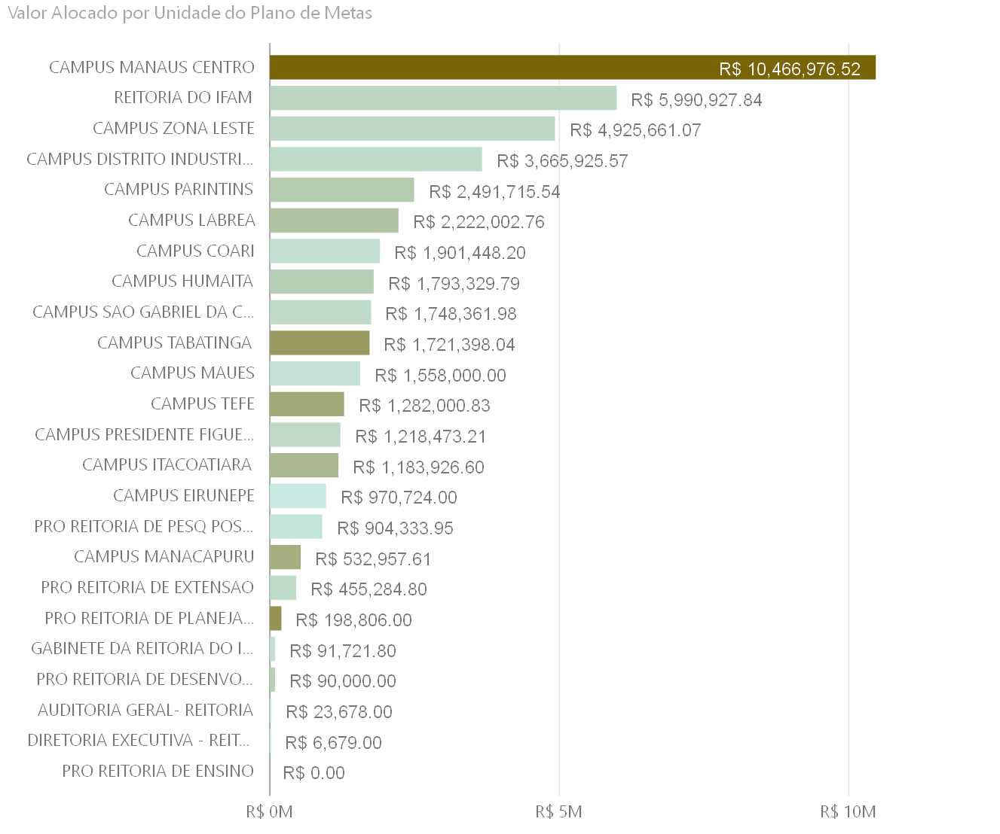 Valor Alocado por Unidade do Plano de Metas
CAMPUS MANAUS CENTRO R$ 10,466,976.52
REITORIA DO IFAM R$ 5,990,927.84
CAMPUS ZONA LESTE R$ 4,925,661.07
CAMPUS DISTRITO INDUSTRI... R$ 3,665,925.57
CAMPUS PARINTINS R$ 2,491,715.54
CAMPUS LABREA R$ 2,222,002.76
CAMPUS COARI R$ 1,901,448.20
CAMPUS HUMAITA R$ 1,793,329.79
CAMPUS SAO GABRIEL DA C... R$ 1,748,361.98
CAMPUS TABATINGA R$ 1,721,398.04
CAMPUS MAUES R$ 1,558,000.00
CAMPUS TEFE R$ 1,282,000.83
CAMPUS PRESIDENTE FIGUE... R$ 1,218,473.21
CAMPUS ITACOATIARA R$ 1,183,926.60
CAMPUS EIRUNEPE R$ 970,724.00
PRO REITORIA DE PESQ POS... R$ 904,333.95
CAMPUS MANACAPURU R$ 532,957.61
PRO REITORIA DE EXTENSAO R$ 455,284.80
PRO REITORIA DE PLANEJA... R$ 198,806.00
GABINETE DA REITORIA DO I... R$ 91,721.80
PRO REITORIA DE DESENVO... R$ 90,000.00
AUDITORIA GERAL- REITORIA R$ 23,678.00
DIRETORIA EXECUTIVA - REIT... R$ 6,679.00
PRO REITORIA DE ENSINO R$ 0.00
R$ 0M R$ 5M R$ 10M